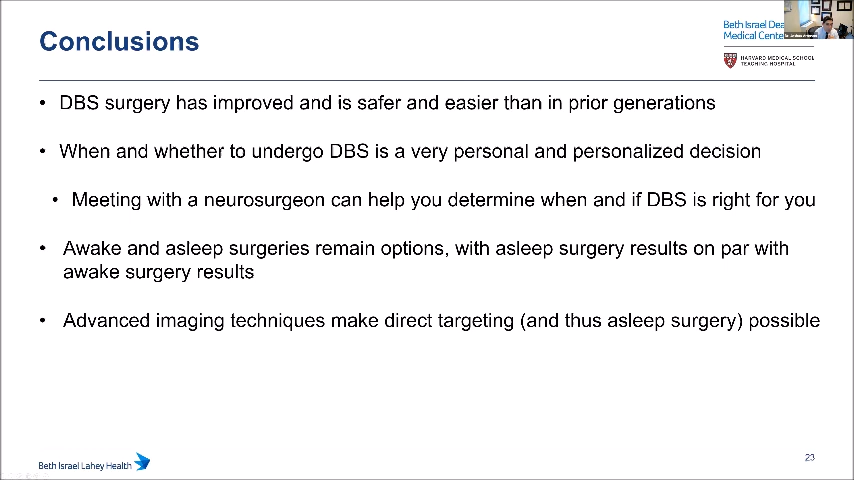 Conclusions
Beth Israel Dea
Medical Cente
HARVARD MEDICAL SCHOOL
TEACHING HOSPITAL
• DBS surgery has improved and is safer and easier than in prior generations
• When and whether to undergo DBS is a very personal and personalized decision
• Meeting with a neurosurgeon can help you determine when and if DBS is right for you
• Awake and asleep surgeries remain options, with asleep surgery results on par with
awake surgery results
• Advanced imaging techniques make direct targeting (and thus asleep surgery) possible
Beth Israel Lahey Health
23